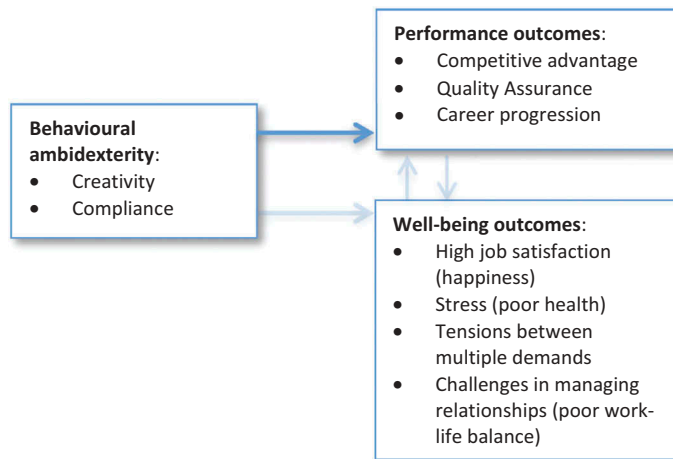 Performance outcomes:
• Competitive advantage
• Quality Assurance
• Career progression
Behavioural
ambidexterity:
• Creativity
• Compliance
Well-being outcomes:
• High job satisfaction
(happiness)
• Stress (poor health)
• Tensions between
multiple demands
• Challenges in managing
relationships (poor work-
life balance)